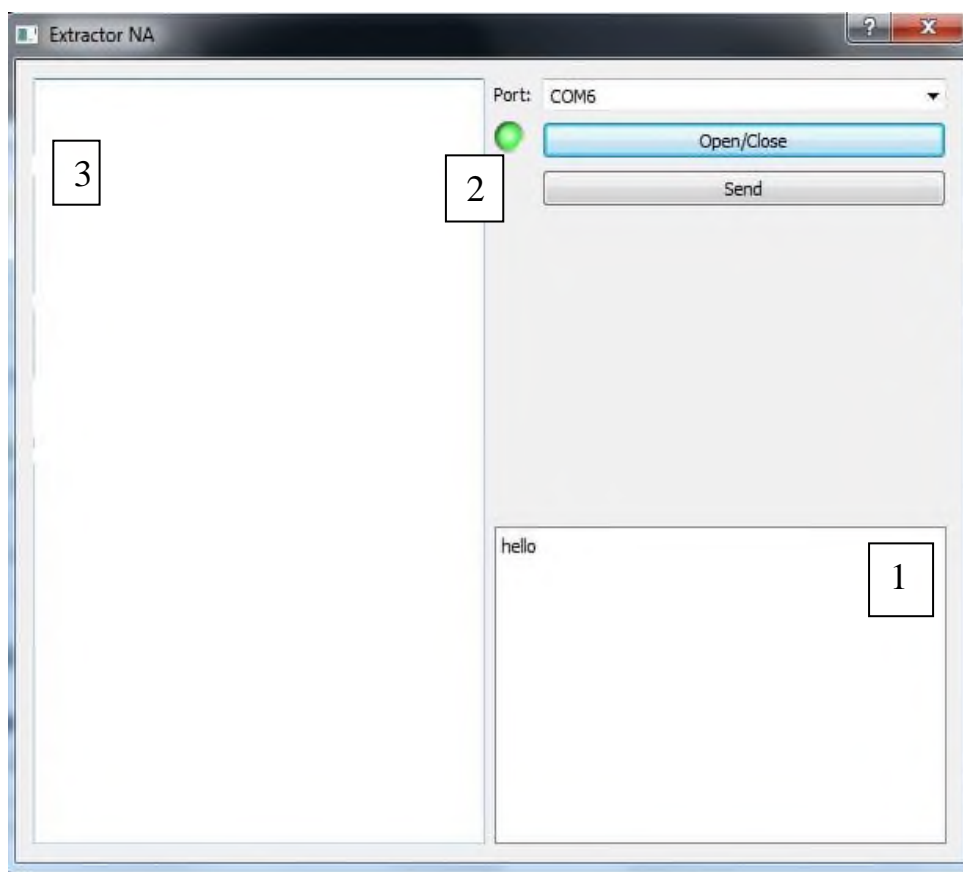 Extractor NA
? x
Port: COM6
Open/Close
3
2
Send
hello
1